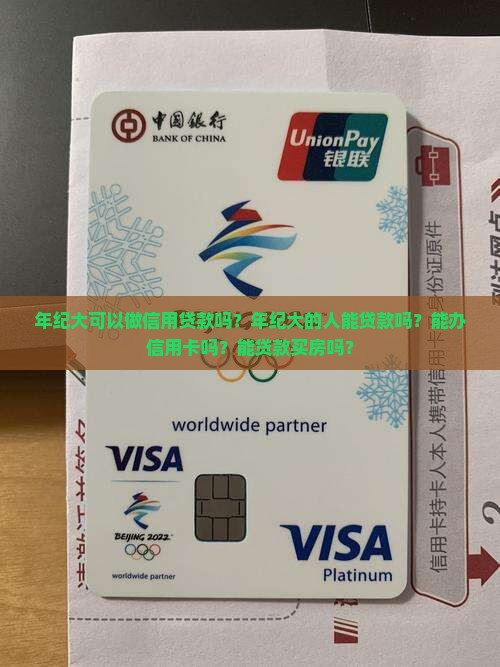 中国银行
BANK OF CHINA
UnionPay
银联
年纪大可以做信用贷款吗？年纪大的人能贷款吗？能办
信用卡吗？能贷款买房吗？
worldwide partner
VISA
BEIJING 2022
worldwide partner
VISA
Platinum
信用卡持卡人本人携带信用卡
身份证原件
2